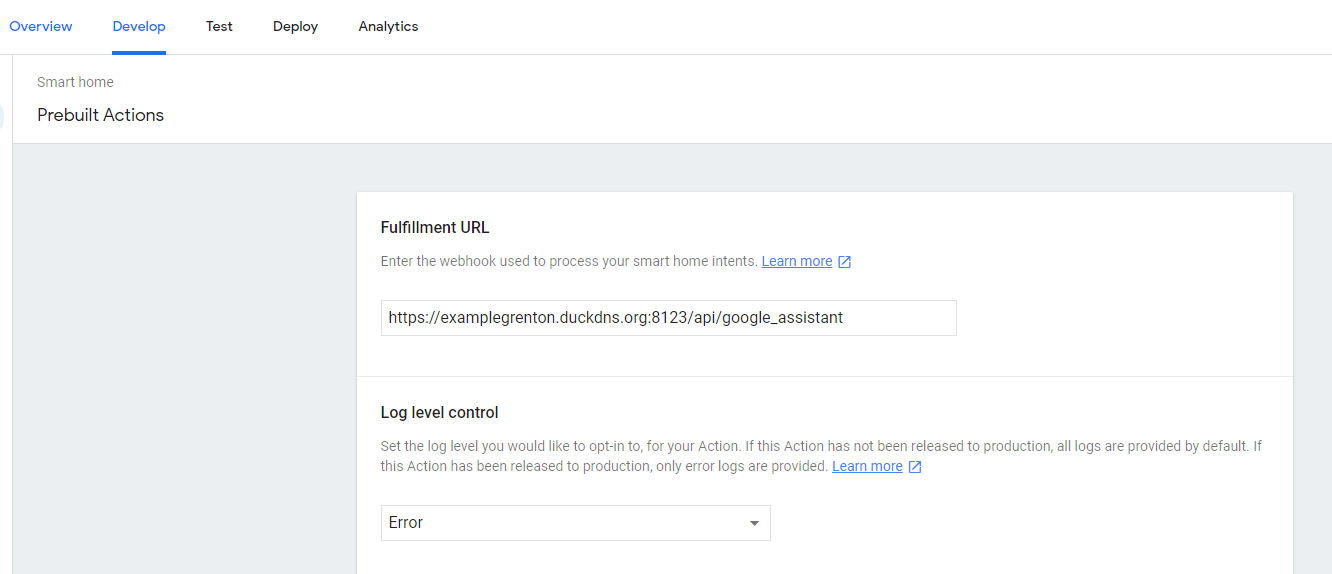 Overview Develop Test Deploy Analytics
Smart home
Prebuilt Actions
Fulfillment URL
Enter the webhook used to process your smart home intents. Learn more
https://examplegrenton.duckdns.org:8123/api/google_assistant
Log level control
Set the log level you would like to opt-in to, for your Action. If this Action has not been released to production, all logs are provided by default. If
this Action has been released to production, only error logs are provided. Learn more
Error